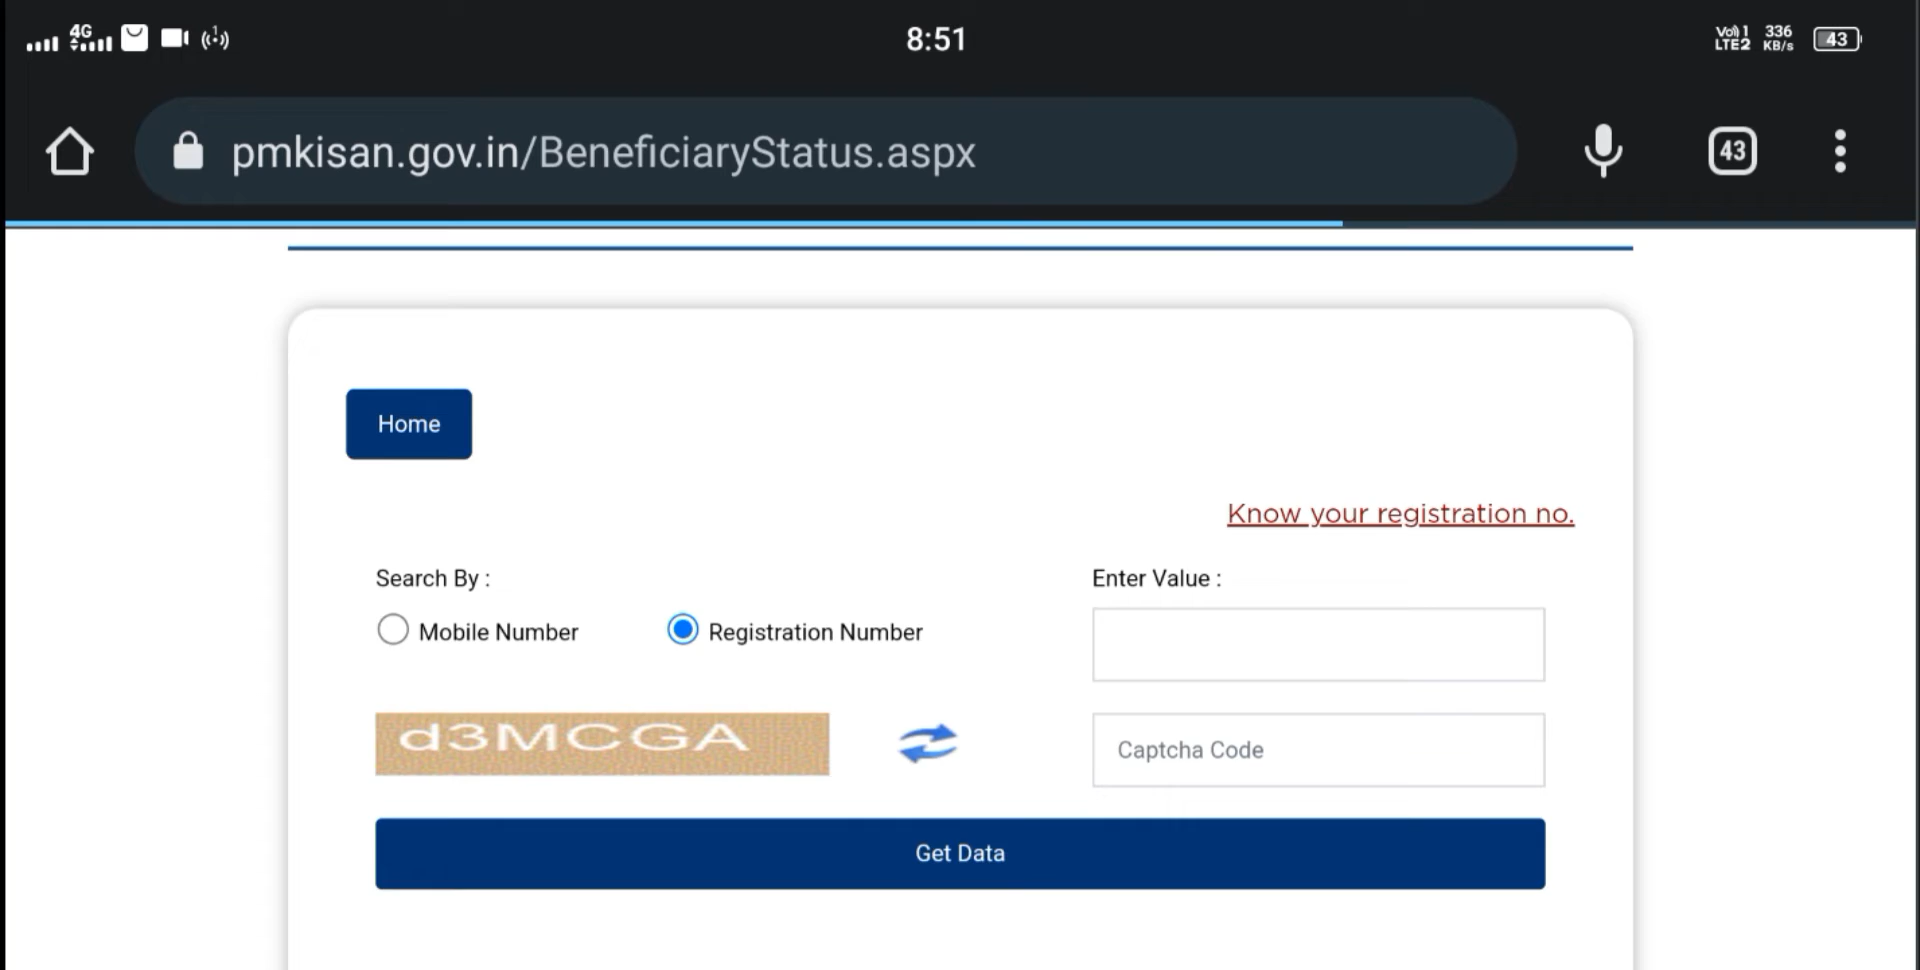 4G 8:51 Vo)) 1 LTE2 336 KB/s 43
pmkisan.gov.in/BeneficiaryStatus.aspx 43
Home
Know your registration no.
Search By : Enter Value :
Mobile Number Registration Number
d3MCGA Captcha Code
Get Data